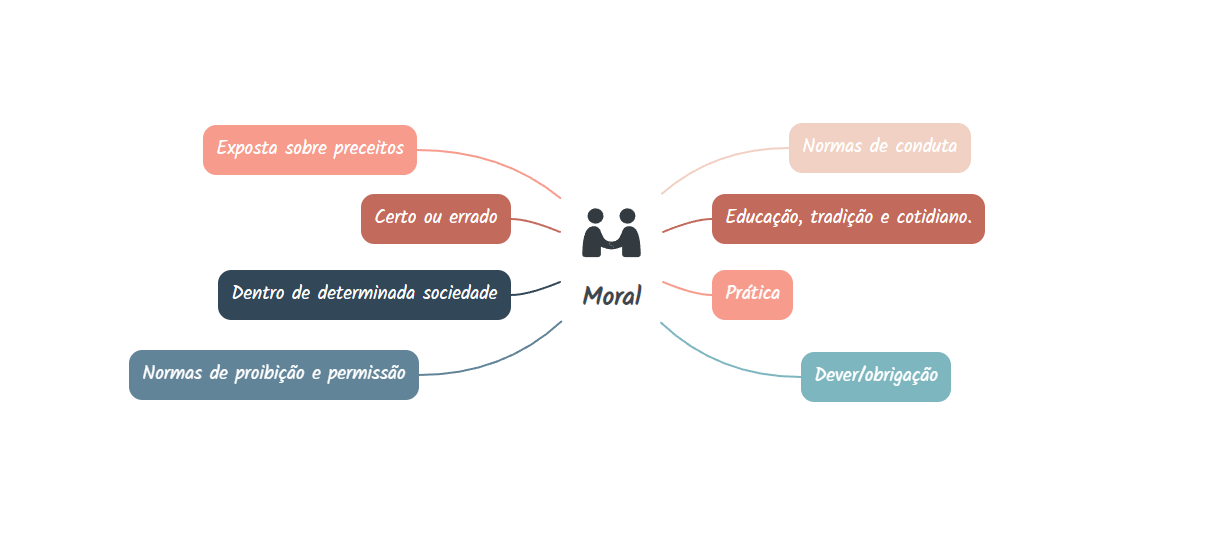 Exposta sobre preceitos
Certo ou errado
Dentro de determinada sociedade
Normas de proibição e permissão
Moral
Normas de conduta
Educação, tradição e cotidiano.
Prática
Dever/obrigação